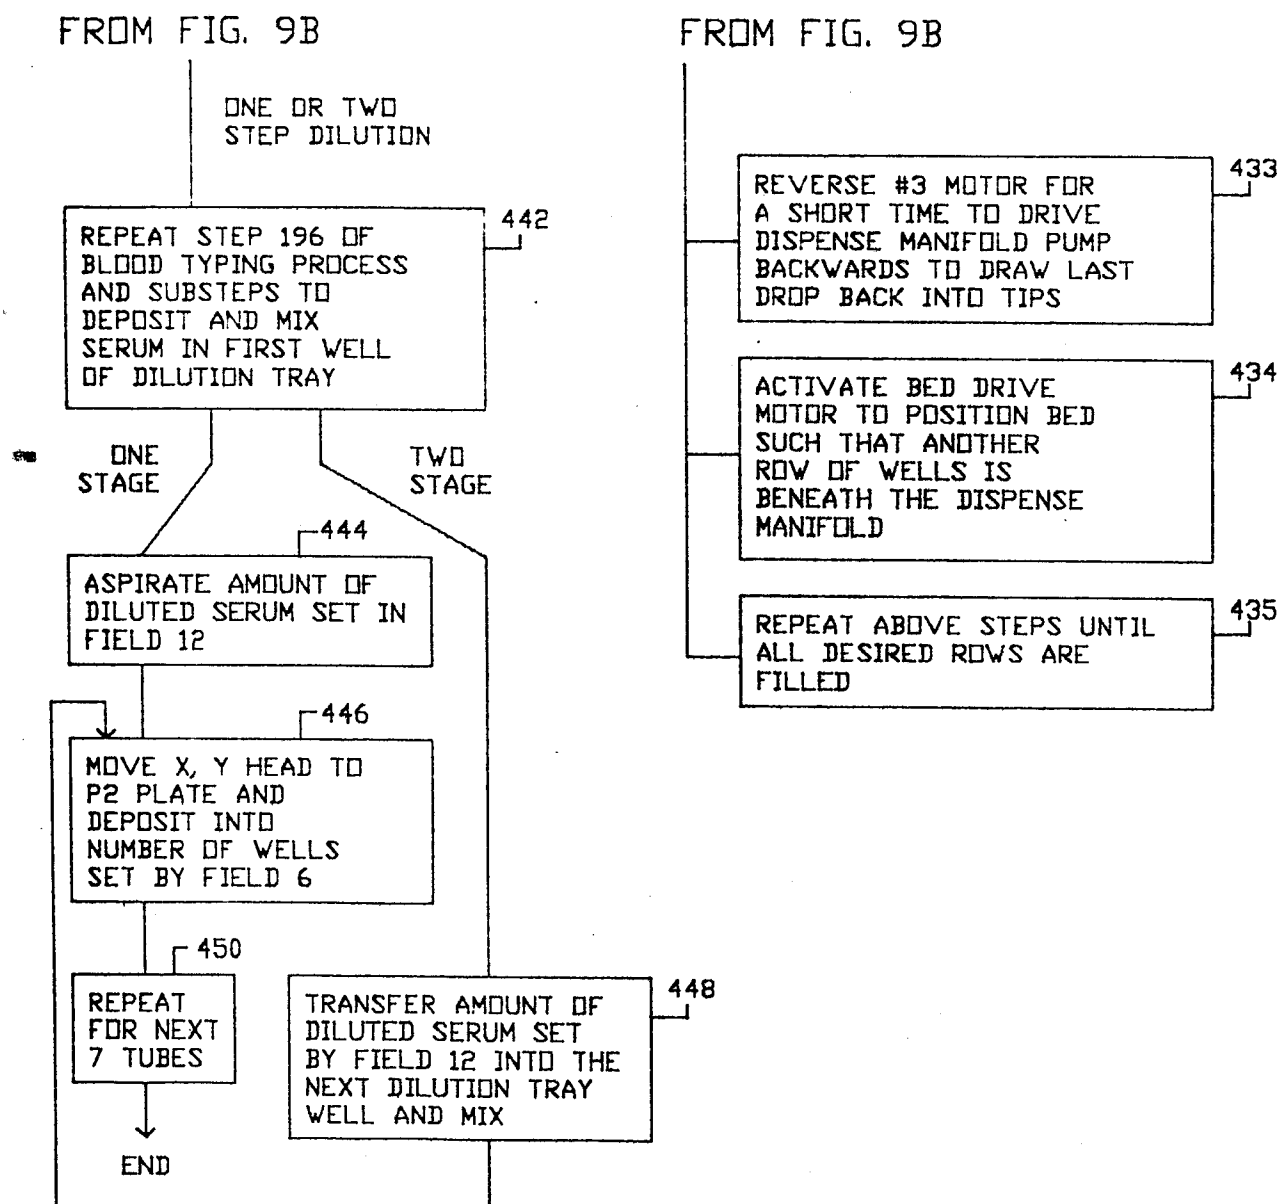 FROM FIG. 9B
ONE OR TWO
STEP DILUTION
442
REPEAT STEP 196 OF
BLOOD TYPING PROCESS
AND SUBSTEPS TO
DEPOSIT AND MIX
SERUM IN FIRST WELL
OF DILUTION TRAY
ONE
STAGE
TWO
STAGE
444
ASPIRATE AMOUNT OF
DILUTED SERUM SET IN
FIELD 12
446
MOVE X, Y HEAD TO
P2 PLATE AND
DEPOSIT INTO
NUMBER OF WELLS
SET BY FIELD 6
450
REPEAT
FOR NEXT
7 TUBES
END
448
TRANSFER AMOUNT OF
DILUTED SERUM SET
BY FIELD 12 INTO THE
NEXT DILUTION TRAY
WELL AND MIX
FROM FIG. 9B
433
REVERSE #3 MOTOR FOR
A SHORT TIME TO DRIVE
DISPENSE MANIFOLD PUMP
BACKWARDS TO DRAW LAST
DROP BACK INTO TIPS
434
ACTIVATE BED DRIVE
MOTOR TO POSITION BED
SUCH THAT ANOTHER
ROW OF WELLS IS
BENEATH THE DISPENSE
MANIFOLD
435
REPEAT ABOVE STEPS UNTIL
ALL DESIRED ROWS ARE
FILLED